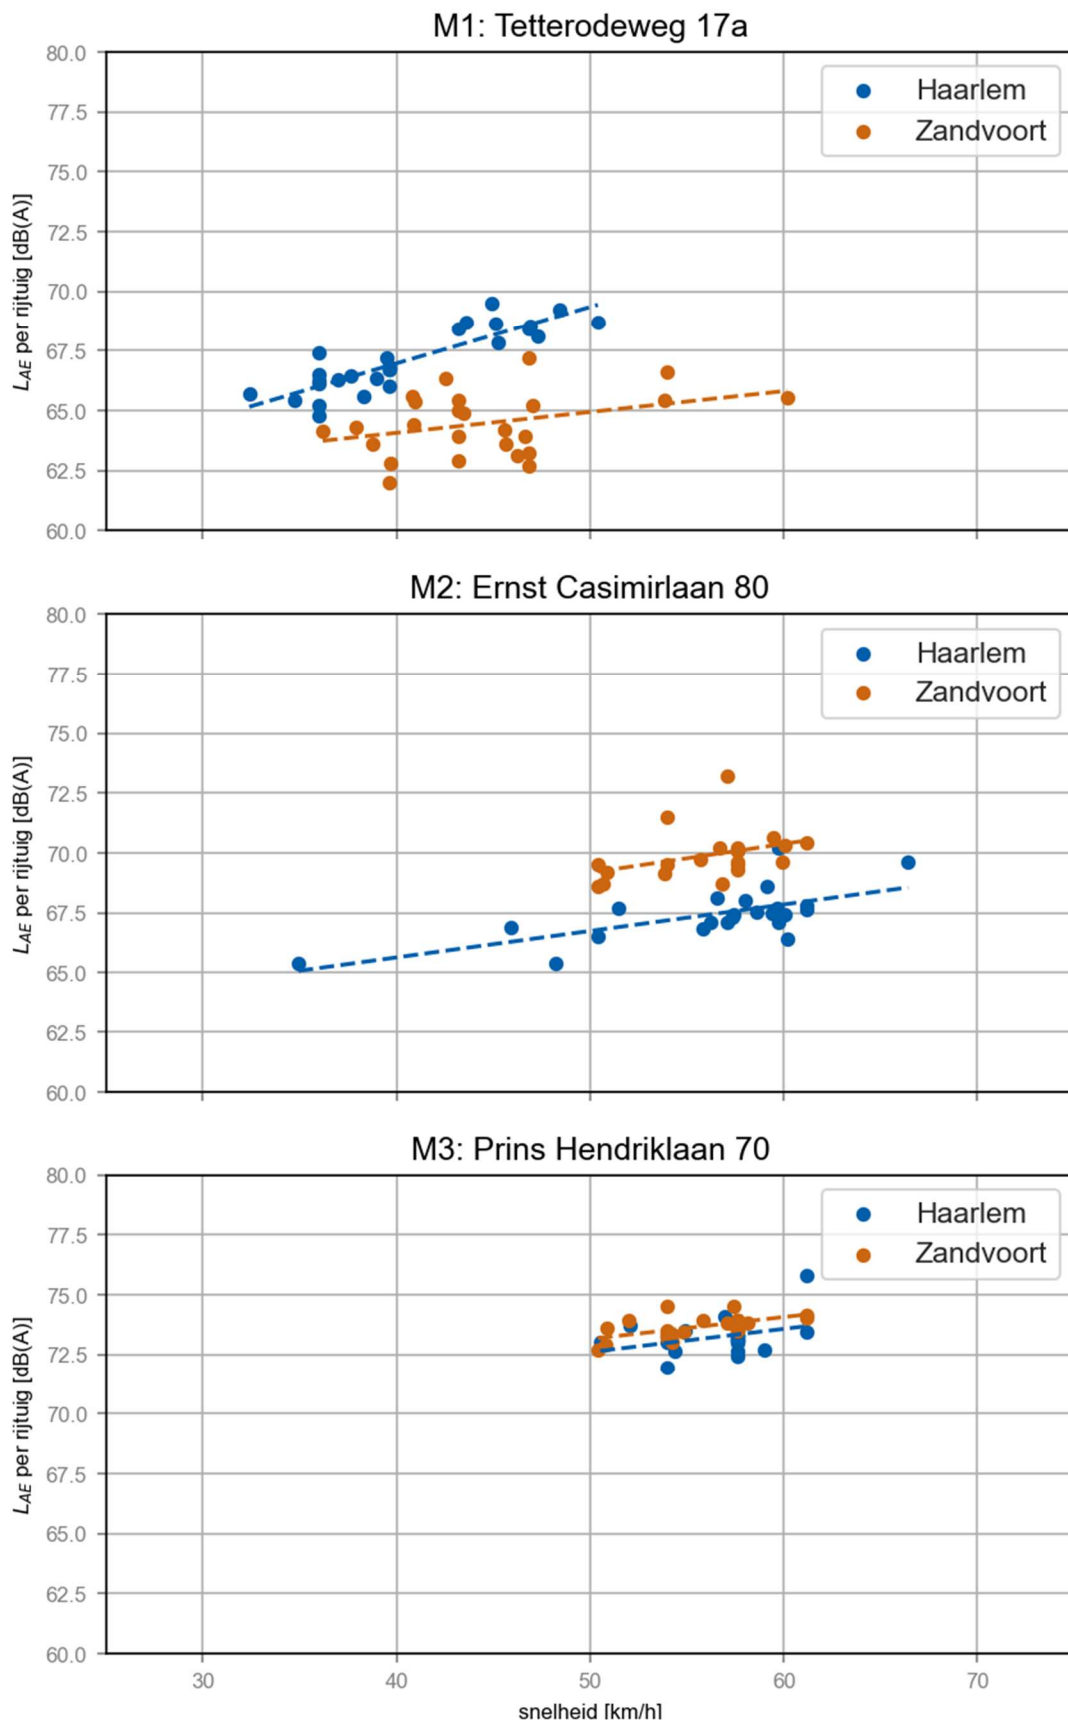 M1: Tetterodeweg 17a
80.0
77.5
75.0
72.5
70.0
67.5
65.0
62.5
60.0
L_AE per rijtuig [dB(A)]
Haarlem
Zandvoort
M2: Ernst Casimirlaan 80
80.0
77.5
75.0
72.5
70.0
67.5
65.0
62.5
60.0
L_AE per rijtuig [dB(A)]
Haarlem
Zandvoort
M3: Prins Hendriklaan 70
80.0
77.5
75.0
72.5
70.0
67.5
65.0
62.5
60.0
L_AE per rijtuig [dB(A)]
Haarlem
Zandvoort
30 40 50 60 70
snelheid [km/h]